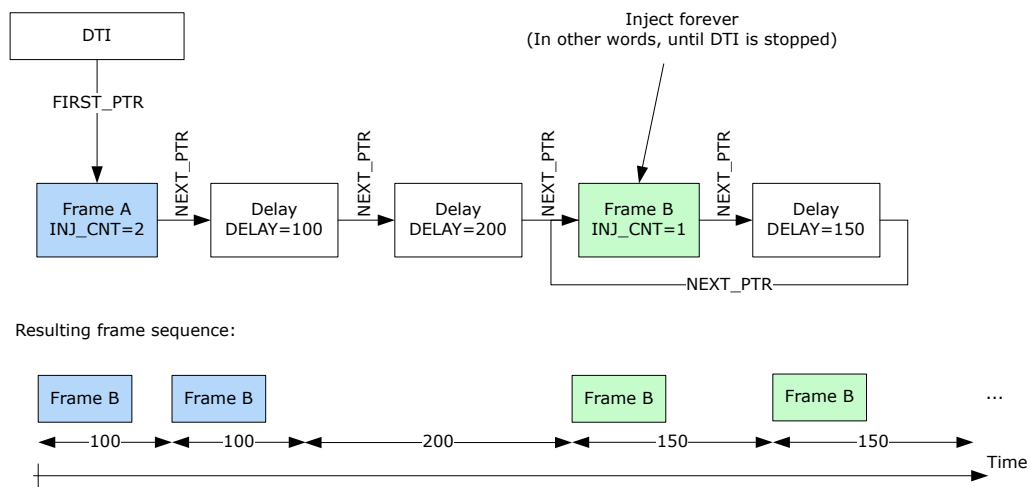 DTI
Inject forever
(In other words, until DTI is stopped)
FIRST_PTR
NEXT_PTR
NEXT_PTR
NEXT_PTR
NEXT_PTR
Frame A
INJ_CNT=2
Delay
DELAY=100
Delay
DELAY=200
Frame B
INJ_CNT=1
Delay
DELAY=150
NEXT_PTR
Resulting frame sequence:
Frame B
Frame B
Frame B
Frame B
...
100
100
200
150
150
Time